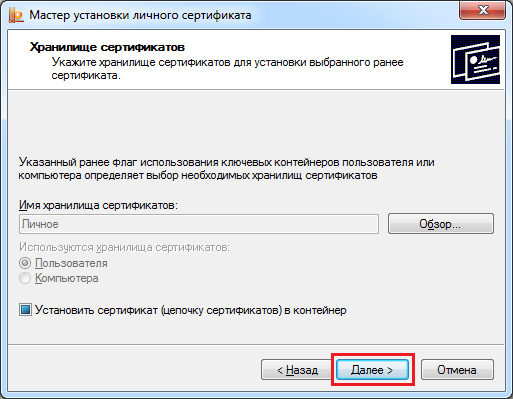 Мастер установки личного сертификата
Хранилище сертификатов
Укажите хранилище сертификатов для установки выбранного ранее
сертификата.
Указанный ранее флаг использования ключевых контейнеров пользователя или
компьютера определяет выбор необходимых хранилищ сертификатов
Имя хранилища сертификатов:
Личное
Обзор...
Используются хранилища сертификатов:
Пользователя
Компьютера
Установить сертификат (цепочку сертификатов) в контейнер
< Назад
Далее >
Отмена